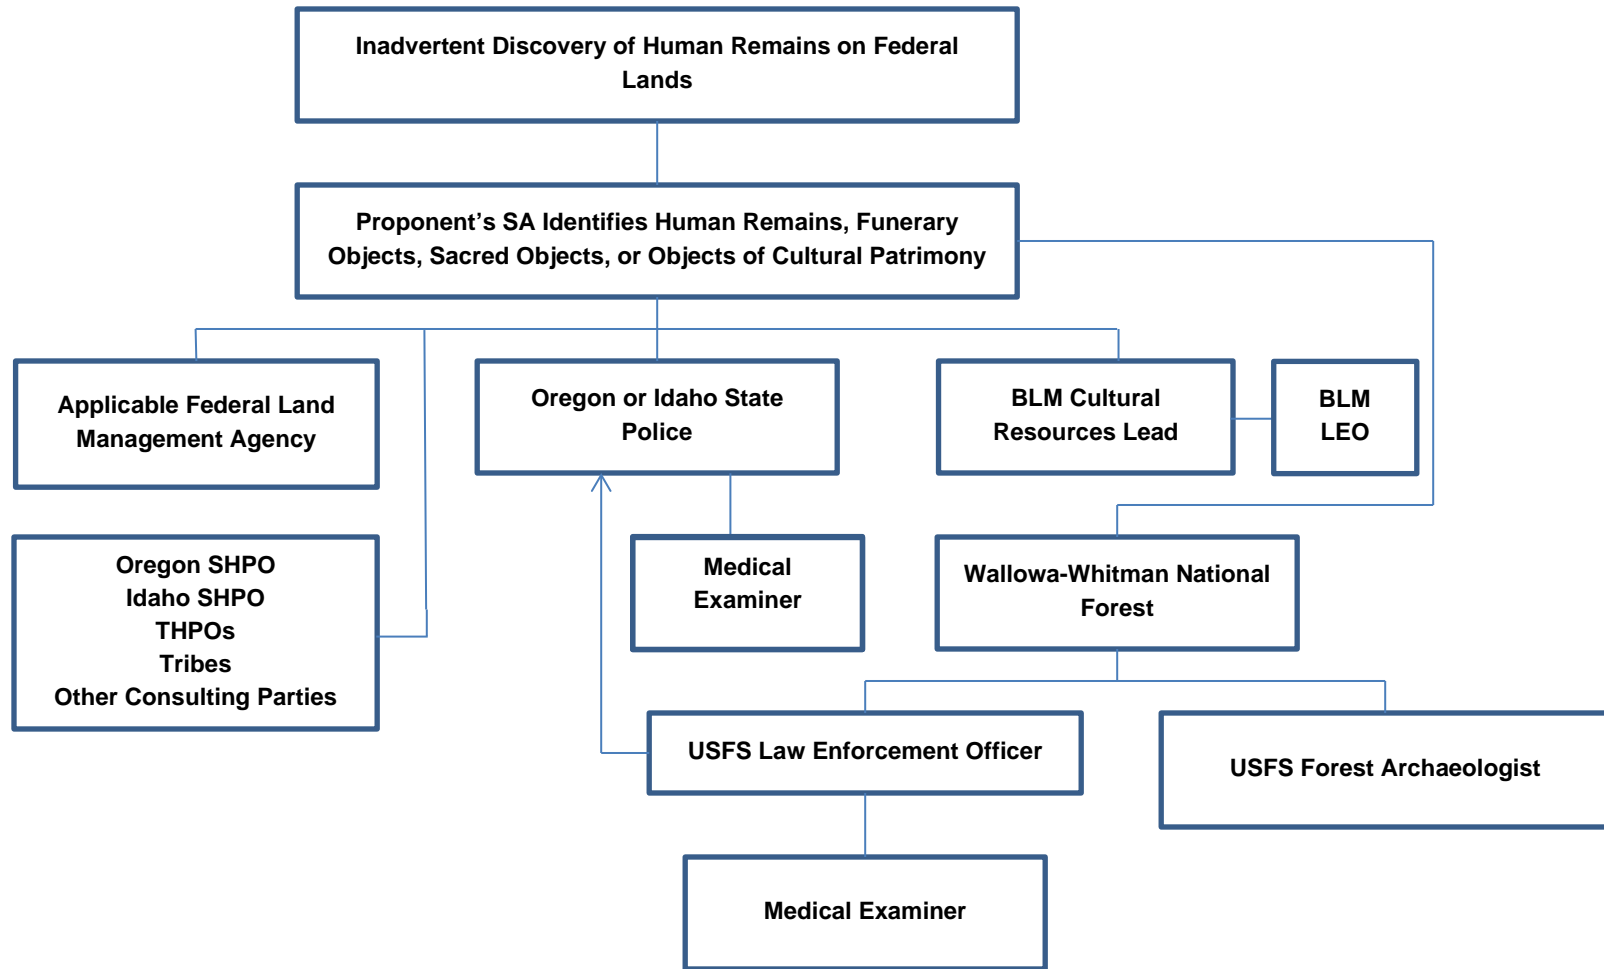 Inadvertent Discovery of Human Remains on Federal
Lands
Proponent’s SA Identifies Human Remains, Funerary
Objects, Sacred Objects, or Objects of Cultural Patrimony
Applicable Federal Land
Management Agency
Oregon or Idaho State
Police
BLM Cultural
Resources Lead
BLM
LEO
Oregon SHPO
Idaho SHPO
THPOs
Tribes
Other Consulting Parties
Medical
Examiner
Wallowa-Whitman National
Forest
USFS Law Enforcement Officer
USFS Forest Archaeologist
Medical Examiner